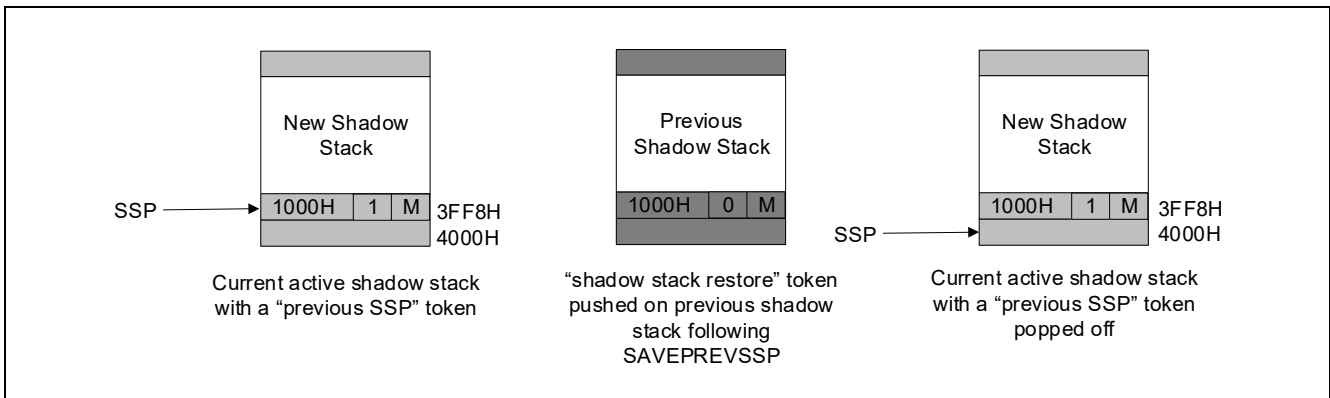 New Shadow
Stack
SSP
1000H 1 M
3FF8H
4000H
Current active shadow stack
with a “previous SSP” token
Previous
Shadow Stack
1000H 0 M
“shadow stack restore” token
pushed on previous shadow
stack following
SAVEPREVSSP
New Shadow
Stack
1000H 1 M
3FF8H
SSP
4000H
Current active shadow stack
with a “previous SSP” token
popped off